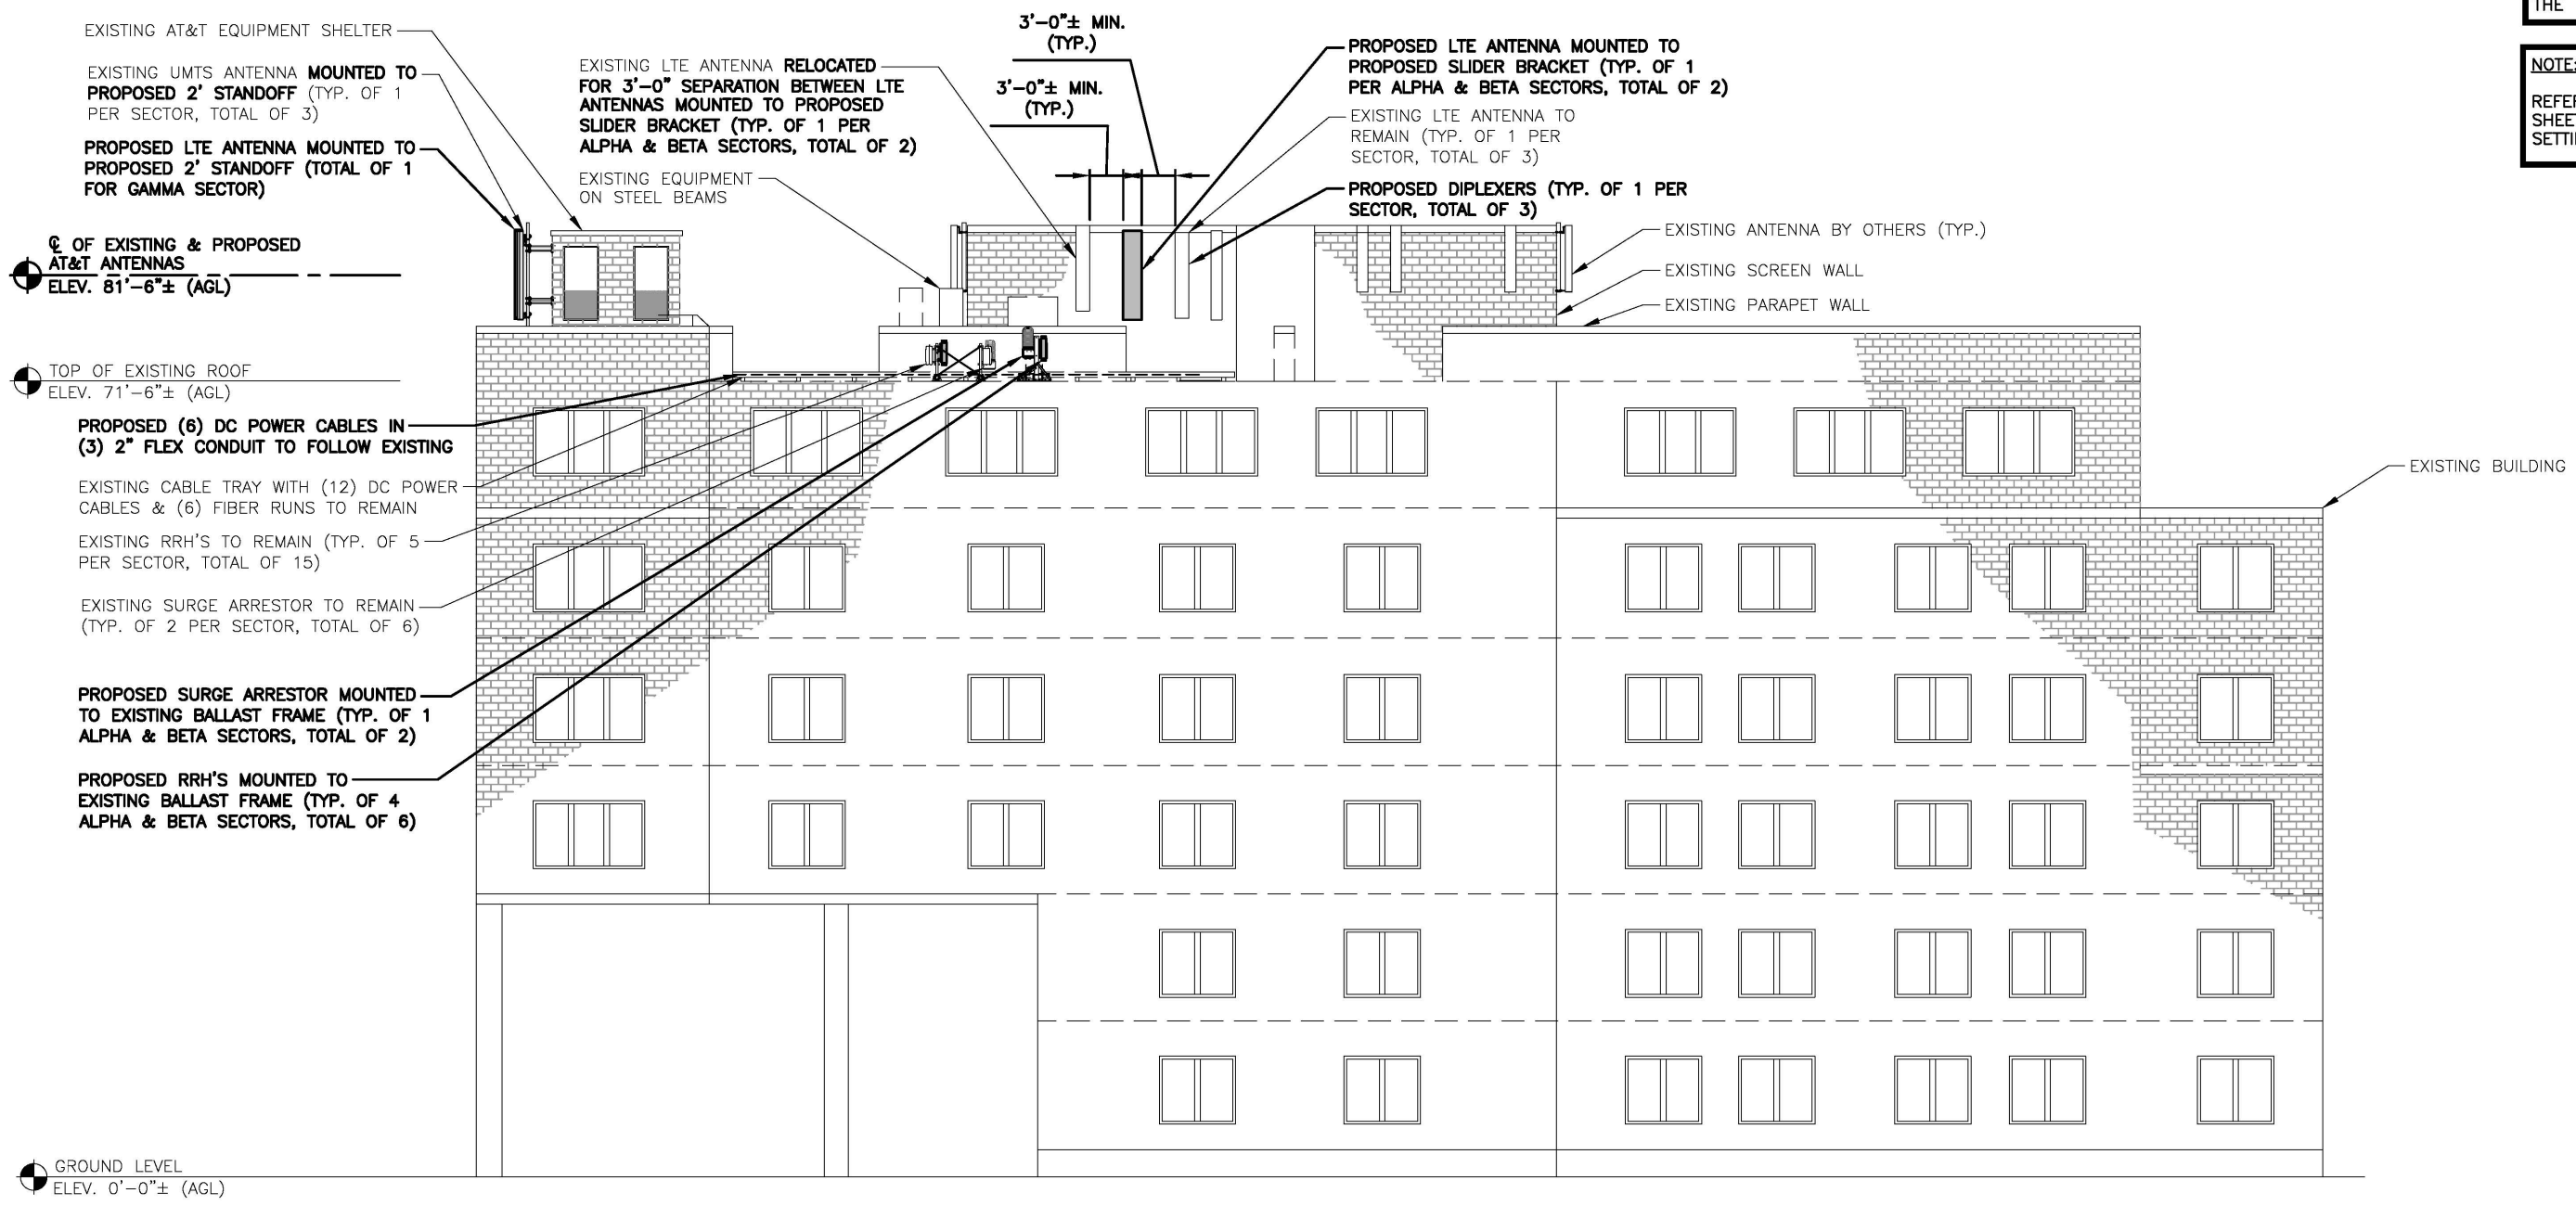 EXISTING AT&T EQUIPMENT SHELTER
EXISTING UMTS ANTENNA MOUNTED TO
PROPOSED 2' STANDOFF (TYP. OF 1
PER SECTOR, TOTAL OF 3)
PROPOSED LTE ANTENNA MOUNTED TO
PROPOSED 2' STANDOFF (TOTAL OF 1
FOR GAMMA SECTOR)
℄ OF EXISTING & PROPOSED
AT&T ANTENNAS
ELEV. 81'-6"± (AGL)
TOP OF EXISTING ROOF
ELEV. 71'-6"± (AGL)
PROPOSED (6) DC POWER CABLES IN
(3) 2" FLEX CONDUIT TO FOLLOW EXISTING
EXISTING CABLE TRAY WITH (12) DC POWER
CABLES & (6) FIBER RUNS TO REMAIN
EXISTING RRH'S TO REMAIN (TYP. OF 5
PER SECTOR, TOTAL OF 15)
EXISTING SURGE ARRESTOR TO REMAIN
(TYP. OF 2 PER SECTOR, TOTAL OF 6)
PROPOSED SURGE ARRESTOR MOUNTED
TO EXISTING BALLAST FRAME (TYP. OF 1
ALPHA & BETA SECTORS, TOTAL OF 2)
PROPOSED RRH'S MOUNTED TO
EXISTING BALLAST FRAME (TYP. OF 4
ALPHA & BETA SECTORS, TOTAL OF 6)
GROUND LEVEL
ELEV. 0'-0"± (AGL)
EXISTING LTE ANTENNA RELOCATED
FOR 3'-0" SEPARATION BETWEEN LTE
ANTENNAS MOUNTED TO PROPOSED
SLIDER BRACKET (TYP. OF 1 PER
ALPHA & BETA SECTORS, TOTAL OF 2)
EXISTING EQUIPMENT
ON STEEL BEAMS
3'-0"± MIN.
(TYP.)
3'-0"± MIN.
(TYP.)
PROPOSED LTE ANTENNA MOUNTED TO
PROPOSED SLIDER BRACKET (TYP. OF 1
PER ALPHA & BETA SECTORS, TOTAL OF 2)
EXISTING LTE ANTENNA TO
REMAIN (TYP. OF 1 PER
SECTOR, TOTAL OF 3)
PROPOSED DIPLEXERS (TYP. OF 1 PER
SECTOR, TOTAL OF 3)
EXISTING ANTENNA BY OTHERS (TYP.)
EXISTING SCREEN WALL
EXISTING PARAPET WALL
EXISTING BUILDING
THE
NOTE:
REFER
SHEET
SETTI